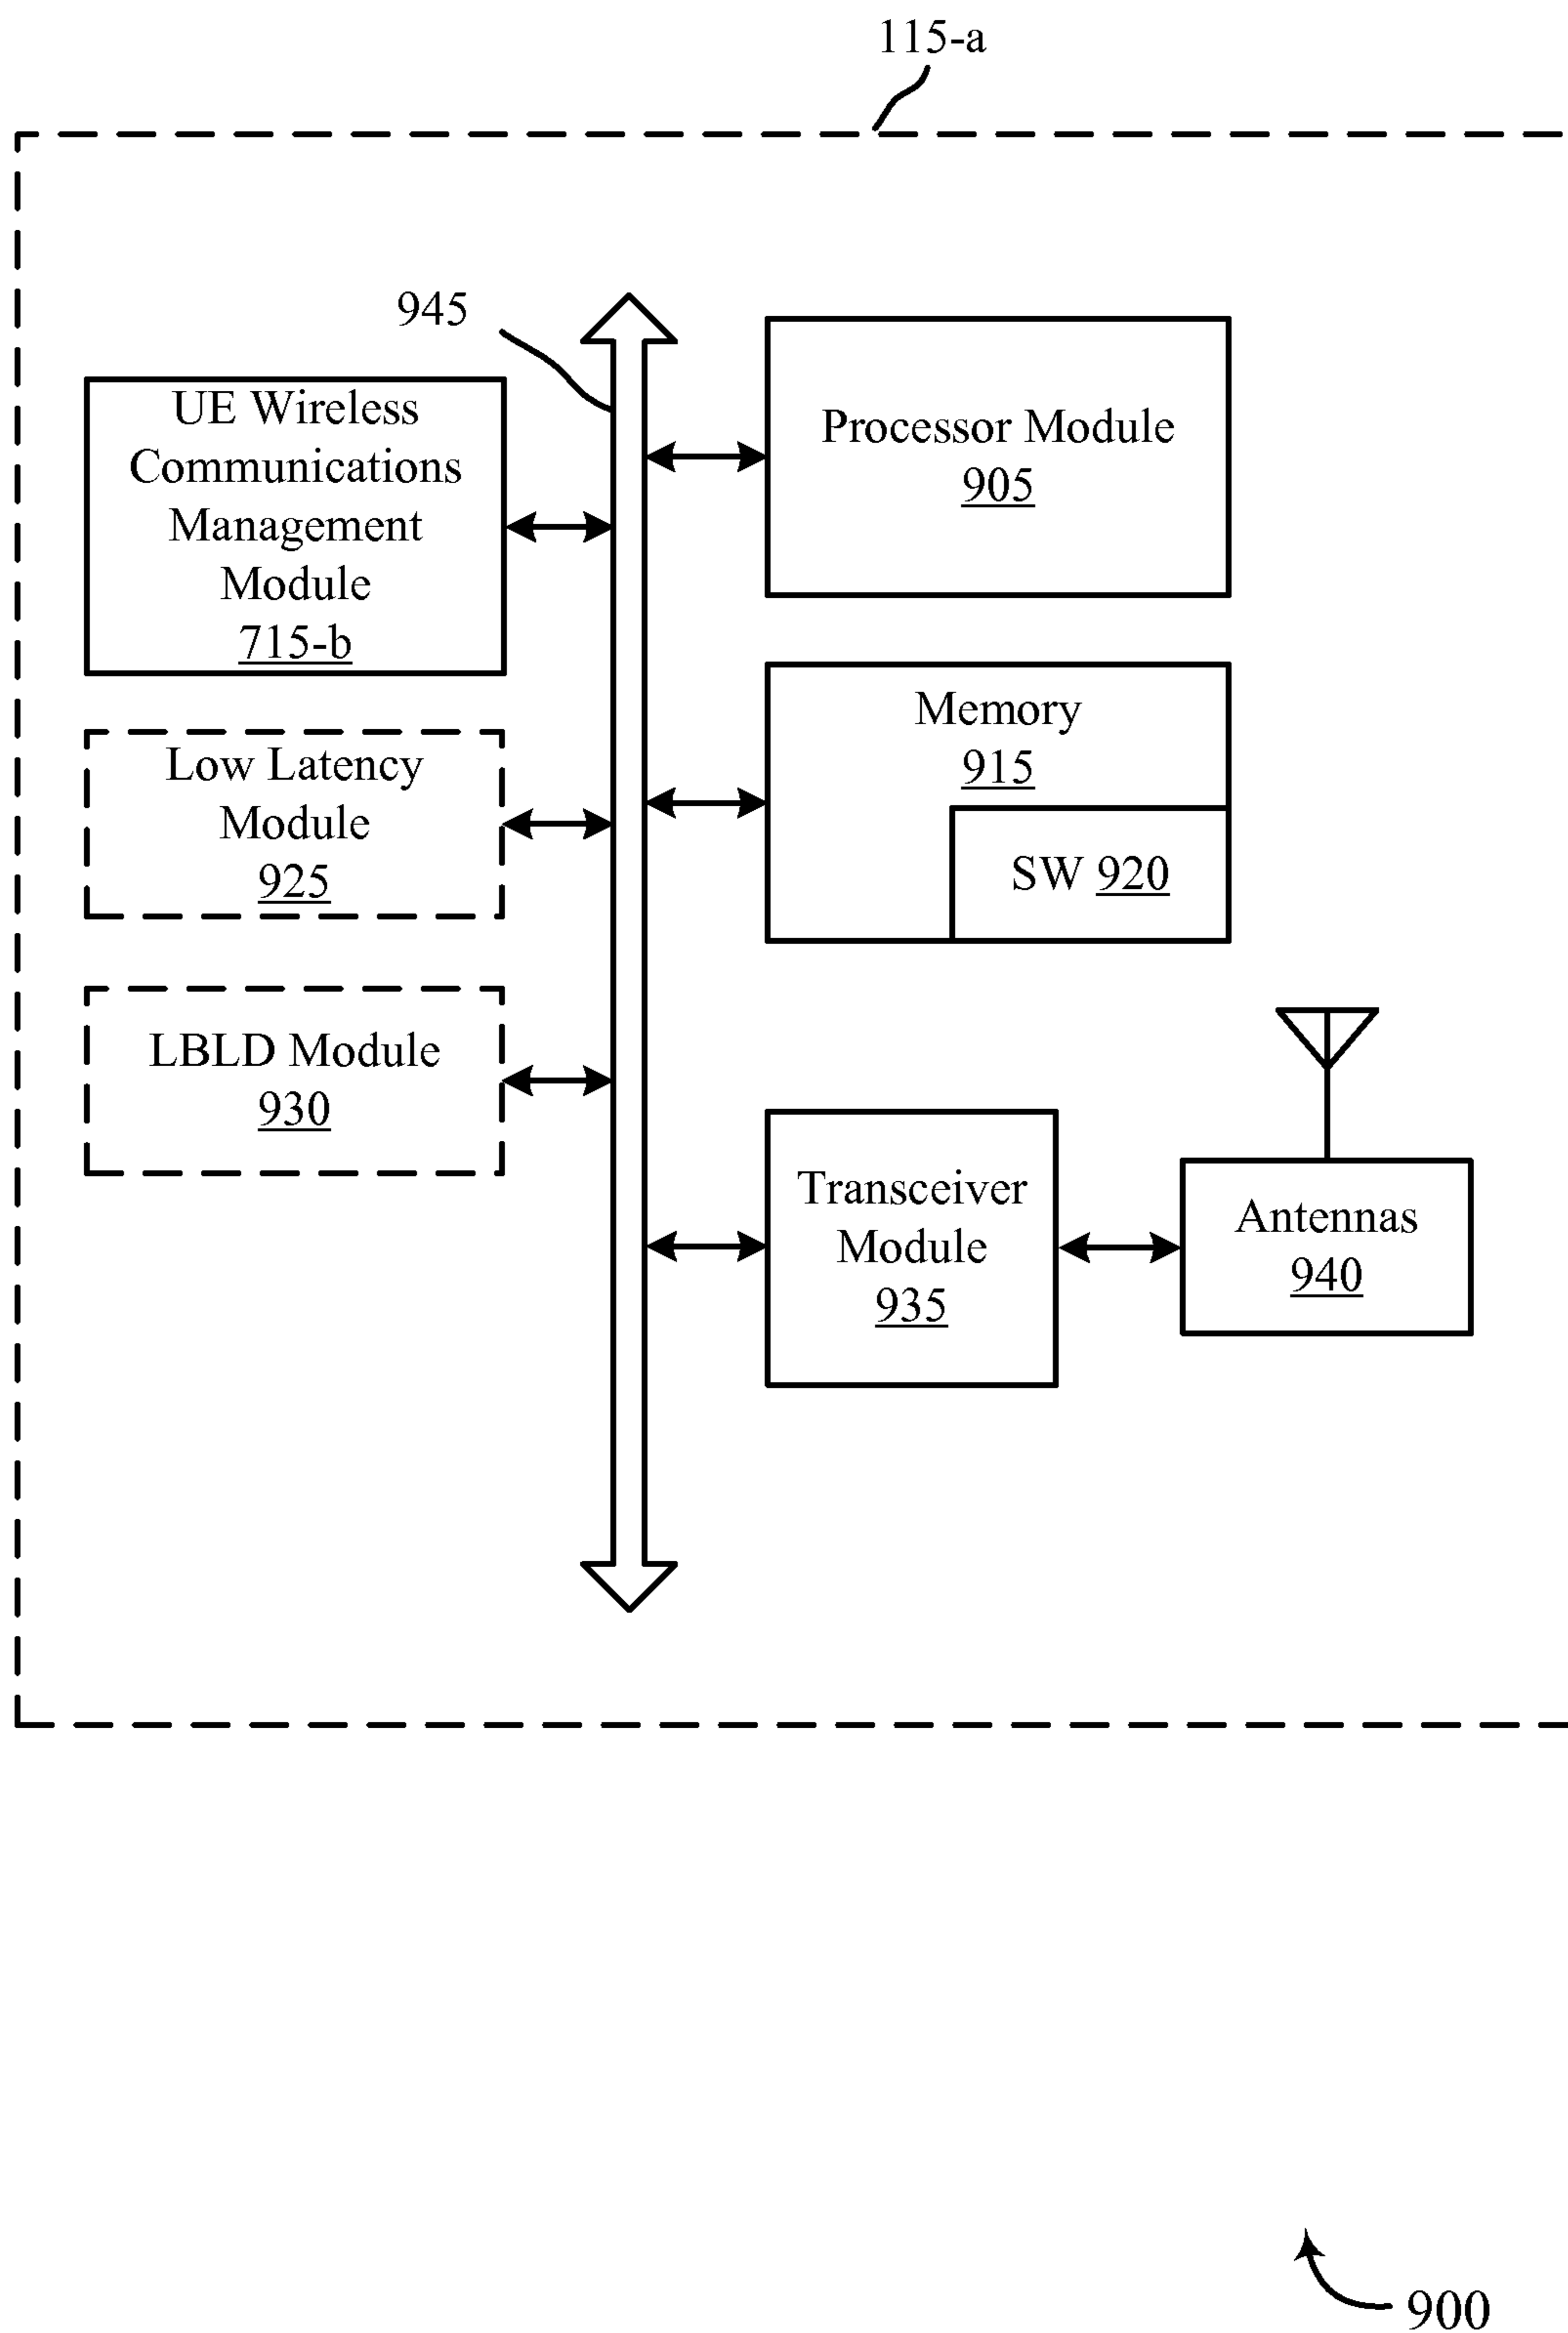 115-a
945
UE Wireless
Communications
Management
Module
715-b
Processor Module
905
Low Latency
Module
925
Memory
915
SW 920
LBLD Module
930
Transceiver
Module
935
Antennas
940
900